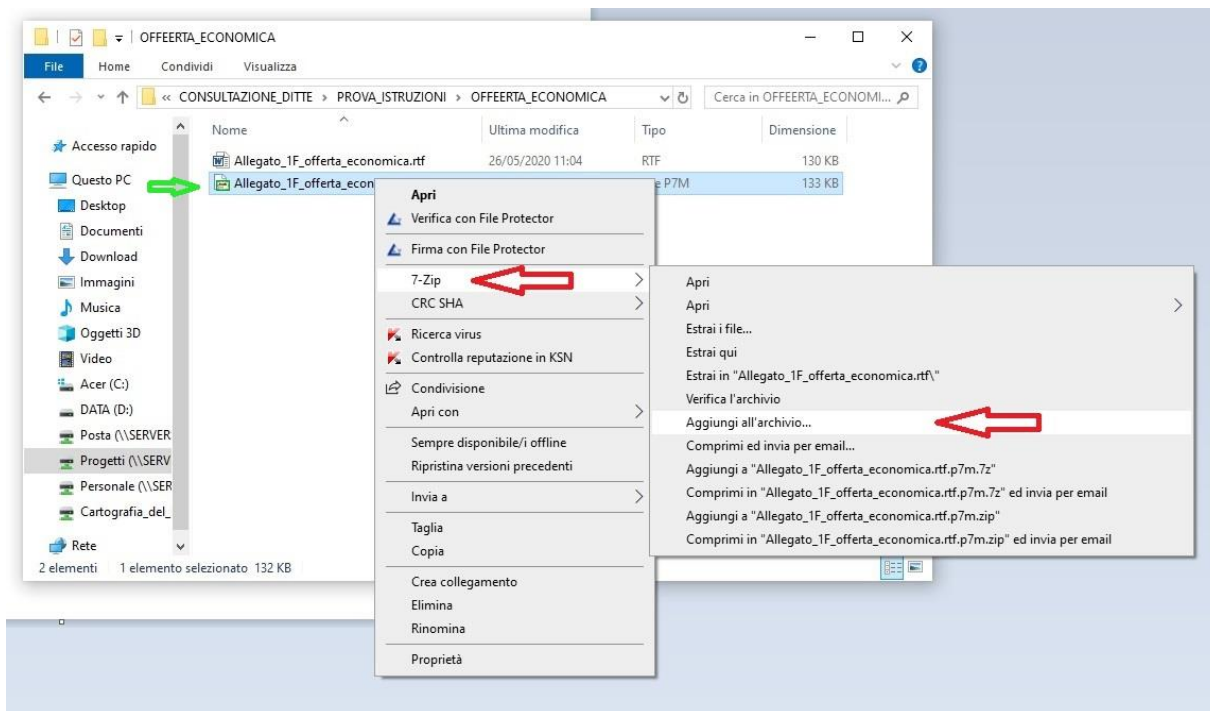 OFFEERTA_ECONOMICA
File Home Condividi Visualizza
« CONSULTAZIONE_DITTE › PROVA_ISTRUZIONI › OFFEERTA_ECONOMICA
Cerca in OFFEERTA_ECONOMI...
Nome Ultima modifica Tipo Dimensione
Accesso rapido
Questo PC
Desktop
Documenti
Download
Immagini
Musica
Oggetti 3D
Video
Acer (C:)
DATA (D:)
Posta (\\SERVER
Progetti (\\SERV
Personale (\\SER
Cartografia_del_
Rete
Allegato_1F_offerta_economica.rtf 26/05/2020 11:04 RTF 130 KB
Allegato_1F_offerta_econ e P7M 133 KB
Apri
Verifica con File Protector
Firma con File Protector
7-Zip
CRC SHA
Ricerca virus
Controlla reputazione in KSN
Condivisione
Apri con
Sempre disponibile/i offline
Ripristina versioni precedenti
Invia a
Taglia
Copia
Crea collegamento
Elimina
Rinomina
Proprietà
Apri
Apri
Estrai i file...
Estrai qui
Estrai in "Allegato_1F_offerta_economica.rtf\"
Verifica l'archivio
Aggiungi all'archivio...
Comprimi ed invia per email...
Aggiungi a "Allegato_1F_offerta_economica.rtf.p7m.7z"
Comprimi in "Allegato_1F_offerta_economica.rtf.p7m.7z" ed invia per email
Aggiungi a "Allegato_1F_offerta_economica.rtf.p7m.zip"
Comprimi in "Allegato_1F_offerta_economica.rtf.p7m.zip" ed invia per email
2 elementi 1 elemento selezionato 132 KB